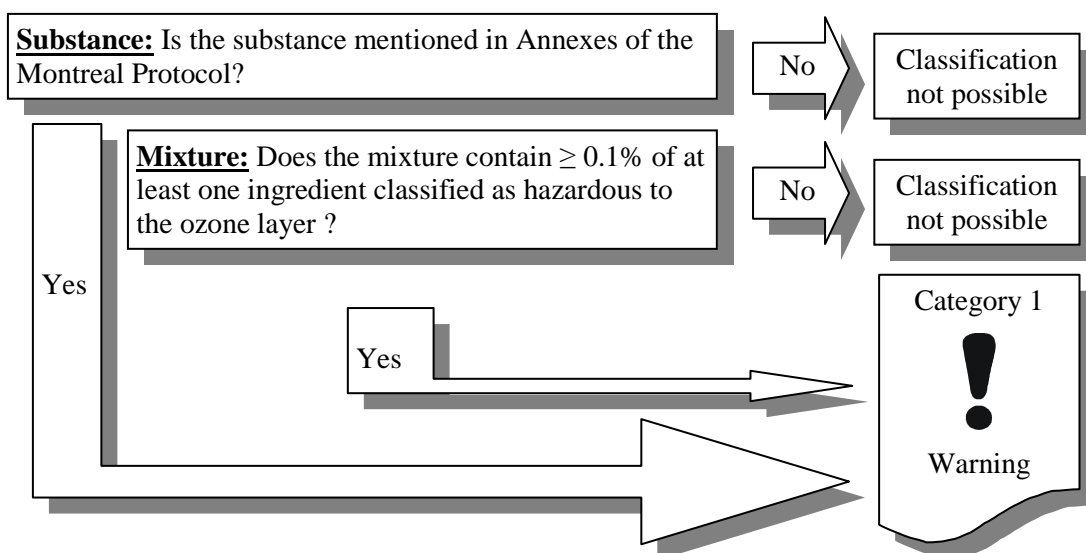 Substance: Is the substance mentioned in Annexes of the
Montreal Protocol?
No
Classification
not possible
Mixture: Does the mixture contain ≥ 0.1% of at
least one ingredient classified as hazardous to
the ozone layer ?
No
Classification
not possible
Yes
Yes
Category 1
!
Warning